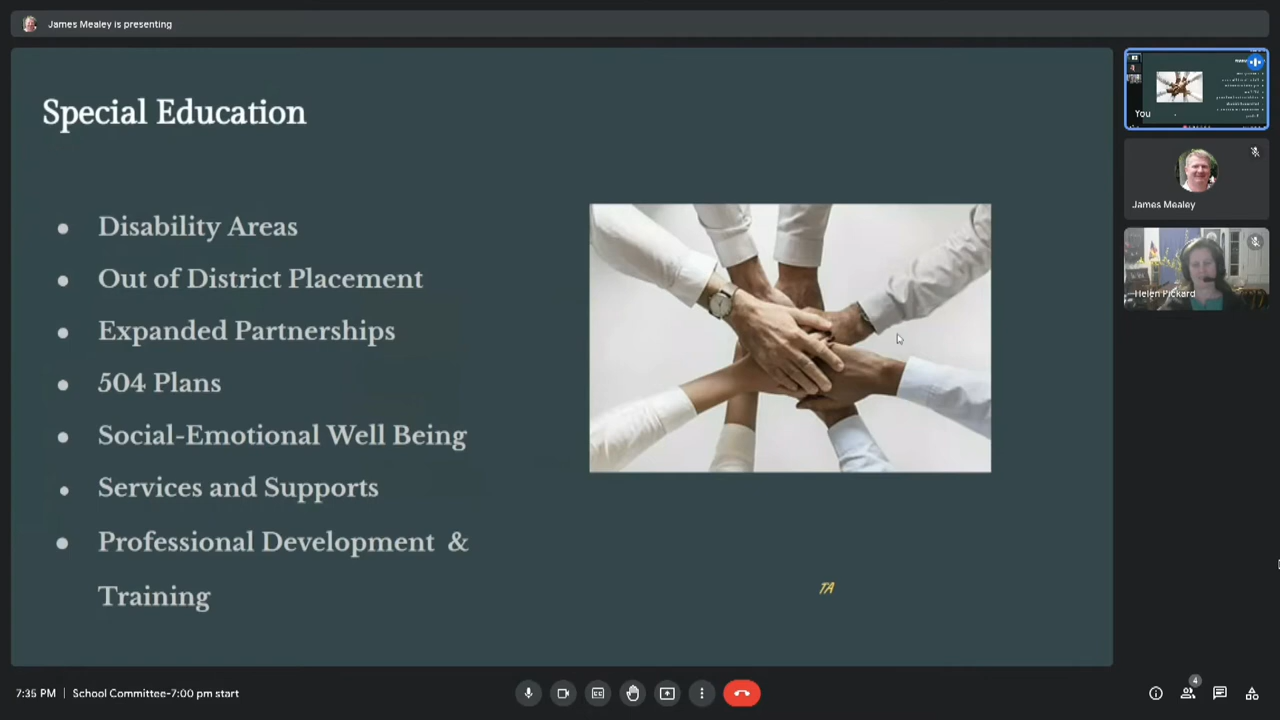 James Mealey is presenting
Special Education
Disability Areas
Out of District Placement
Expanded Partnerships
504 Plans
Social-Emotional Well Being
Services and Supports
Professional Development &
Training
TA
You
James Mealey
Helen Pickard
7:35 PM | School Committee-7:00 pm start
4